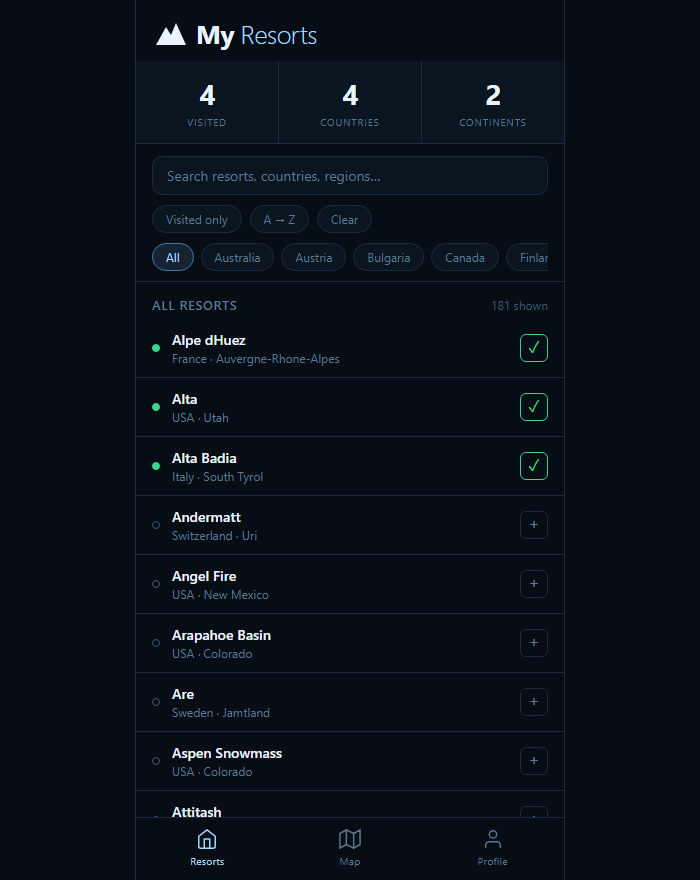 My Resorts
4 4 2
VISITED COUNTRIES CONTINENTS
Search resorts, countries, regions...
Visited only A → Z Clear
All Australia Austria Bulgaria Canada Finlan
ALL RESORTS 181 shown
Alpe dHuez
France · Auvergne-Rhone-Alpes
✓
Alta
USA · Utah
✓
Alta Badia
Italy · South Tyrol
✓
Andermatt
Switzerland · Uri
+
Angel Fire
USA · New Mexico
+
Arapahoe Basin
USA · Colorado
+
Are
Sweden · Jamtland
+
Aspen Snowmass
USA · Colorado
+
Attitash
Resorts Map Profile